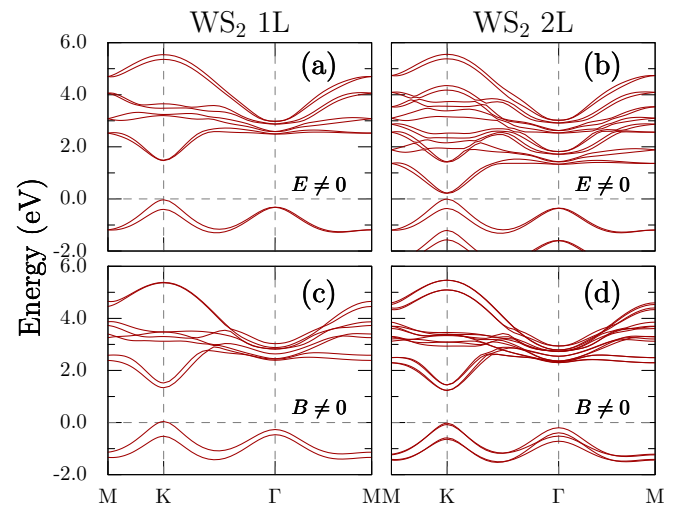 WS₂ 1L
WS₂ 2L
Energy (eV)
6.0
4.0
2.0
0.0
-2.0
(a)
E ≠ 0
(b)
E ≠ 0
6.0
4.0
2.0
0.0
-2.0
(c)
B ≠ 0
(d)
B ≠ 0
M K Γ M
M K Γ M